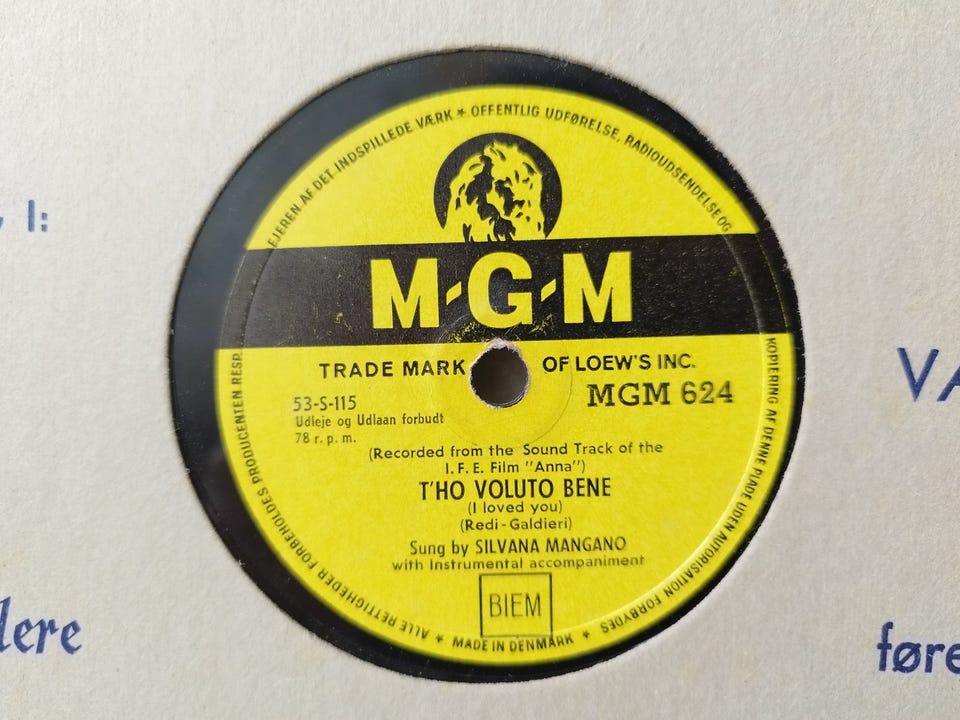 EJEREN AF DET INDSPILLEDE VÆRK * OFFENTLIG UDFØRELSE, RADIOUDSENDELSE OG
KOPIERING AF DENNE PLADE UDEN AUTORISATION FORBYDES
* MADE IN DENMARK *
ALLE RETTIGHEDER FORBEHOLDES PRODUCENTEN RESP.
M-G-M
TRADE MARK OF LOEW'S INC.
MGM 624
53-S-115
Udleje og Udlaan forbudt
78 r. p. m.
(Recorded from the Sound Track of the
I. F. E. Film "Anna")
T'HO VOLUTO BENE
(I loved you)
(Redi-Galdieri)
Sung by SILVANA MANGANO
with Instrumental accompaniment
BIEM
I:
VA
lere
føre